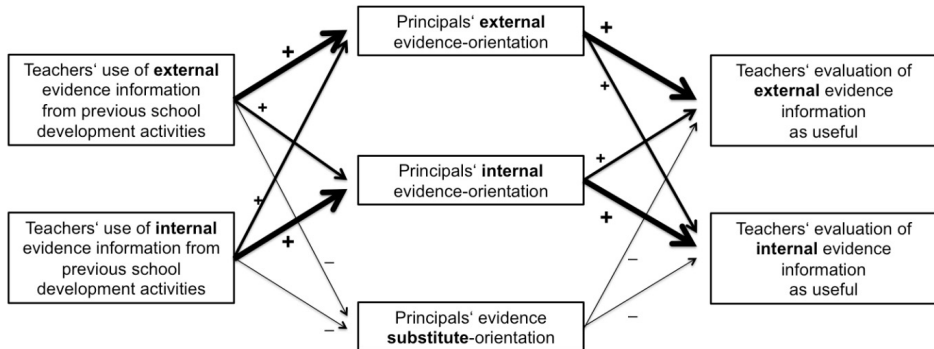 Teachers‘ use of external
evidence information
from previous school
development activities
Teachers‘ use of internal
evidence information from
previous school
development activities
+
+
+
+
–
–
Principals‘ external
evidence-orientation
Principals‘ internal
evidence-orientation
Principals‘ evidence
substitute-orientation
+
+
+
+
–
–
Teachers‘ evaluation of
external evidence
information
as useful
Teachers‘ evaluation of
internal evidence
information
as useful